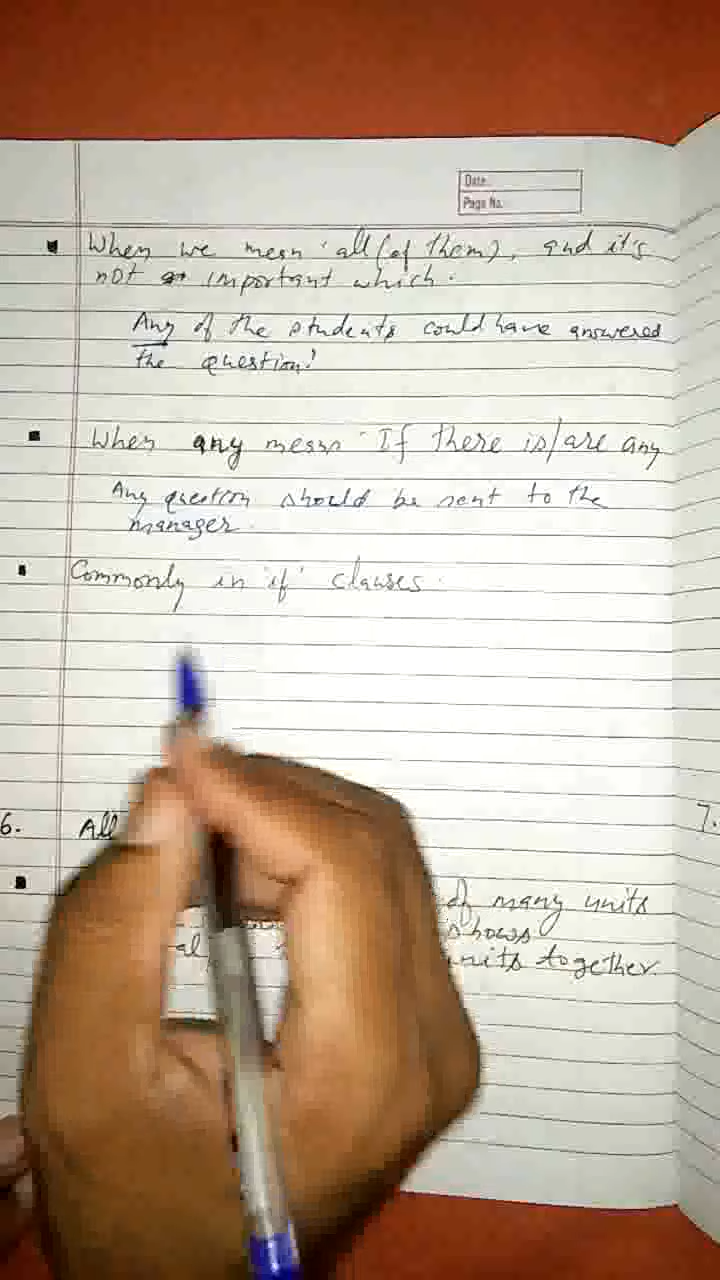 Date.
Page No.
When we mean 'all (of them), and it's
not important which.
Any of the students could have answered
the question!
When any mean 'If there is/are any
Any question should be sent to the
manager.
Commonly in 'if' clauses.
6. All
7.
of many units
shows
units together.